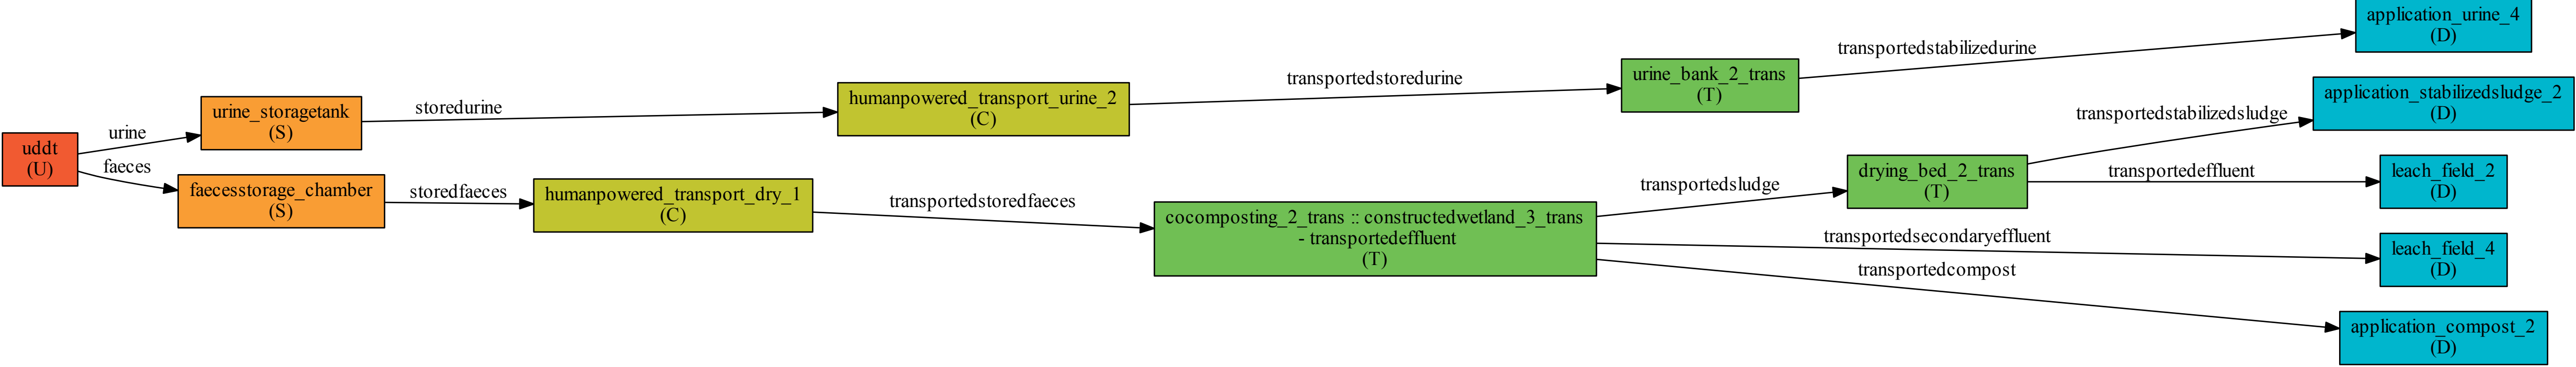 uddt
(U)
urine
faeces
urine_storagetank
(S)
faecesstorage_chamber
(S)
storedurine
storedfaeces
humanpowered_transport_urine_2
(C)
humanpowered_transport_dry_1
(C)
transportedstoredurine
transportedstoredfaeces
urine_bank_2_trans
(T)
cocomposting_2_trans :: constructedwetland_3_trans
- transportedeffluent
(T)
transportedsludge
drying_bed_2_trans
(T)
transportedstabilizedurine
transportedstabilizedsludge
transportedeffluent
transportedsecondaryeffluent
transportedcompost
application_urine_4
(D)
application_stabilizedsludge_2
(D)
leach_field_2
(D)
leach_field_4
(D)
application_compost_2
(D)